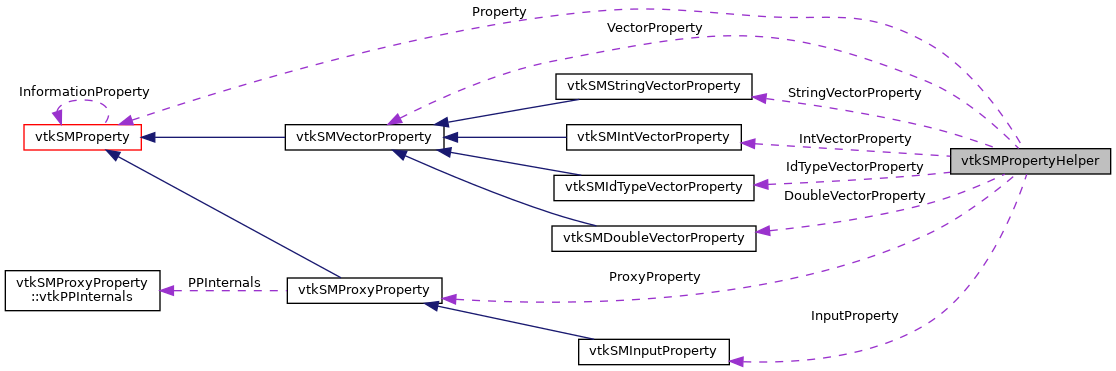 Property
VectorProperty
vtkSMStringVectorProperty
InformationProperty
StringVectorProperty
vtkSMProperty
vtkSMVectorProperty
vtkSMIntVectorProperty
IntVectorProperty
vtkSMPropertyHelper
IdTypeVectorProperty
vtkSMIdTypeVectorProperty
DoubleVectorProperty
vtkSMDoubleVectorProperty
ProxyProperty
vtkSMProxyProperty
::vtkPPInternals
PPInternals
vtkSMProxyProperty
InputProperty
vtkSMInputProperty